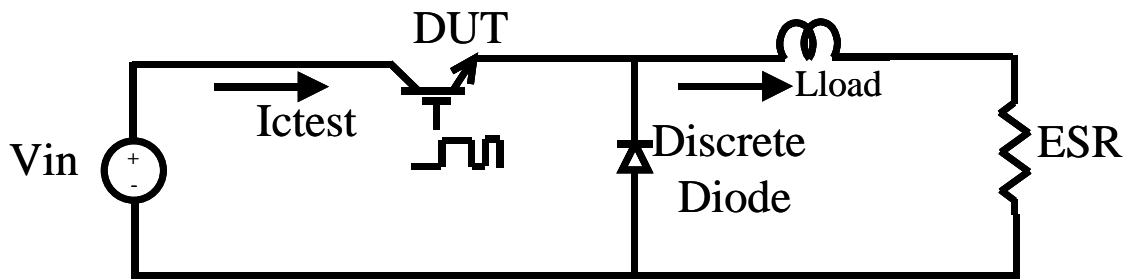 DUT
Ictest
Lload
Vin
+
-
Discrete
Diode
ESR